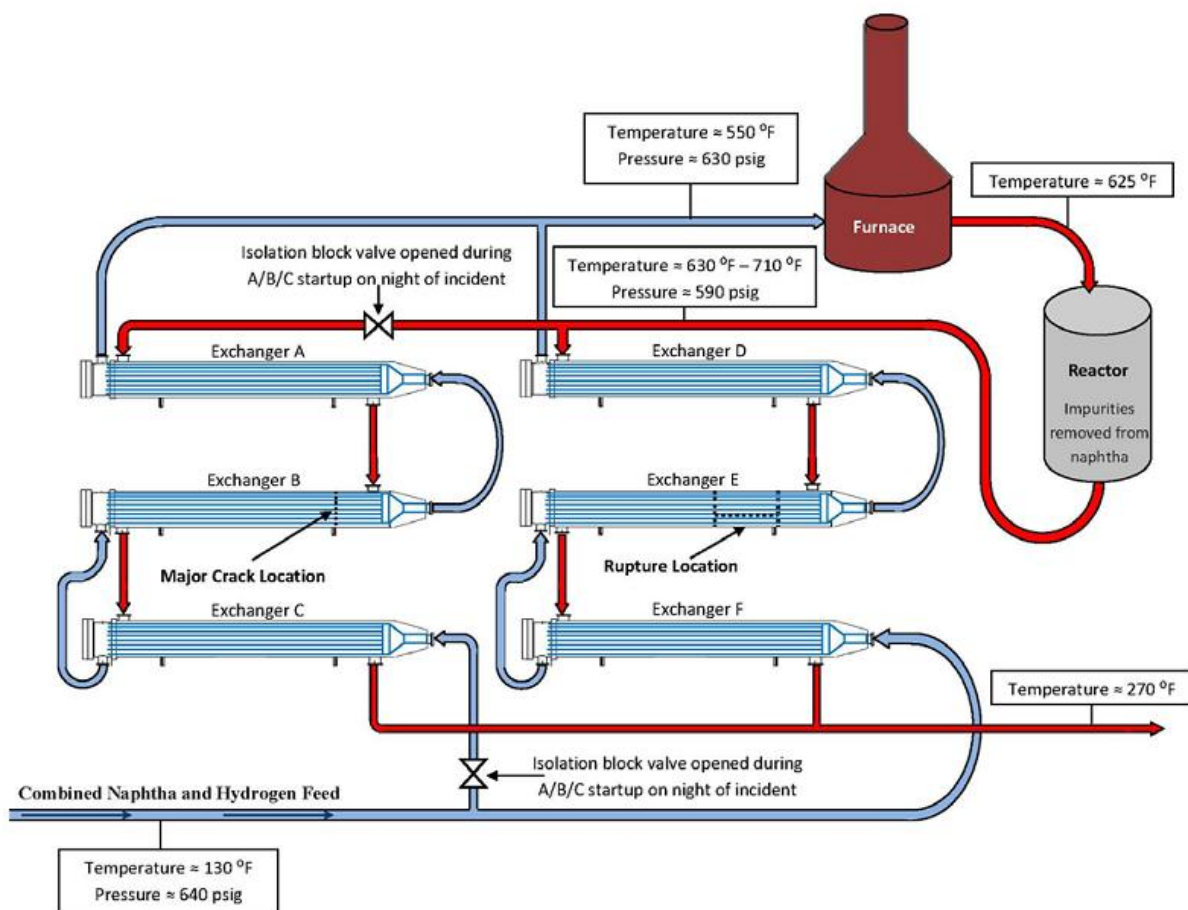 Temperature ≈ 550 °F
Pressure ≈ 630 psig
Temperature ≈ 625 °F
Furnace
Isolation block valve opened during
A/B/C startup on night of incident
Temperature ≈ 630 °F – 710 °F
Pressure ≈ 590 psig
Exchanger A
Exchanger D
Reactor
Impurities
removed from
naphtha
Exchanger B
Exchanger E
Major Crack Location
Rupture Location
Exchanger C
Exchanger F
Temperature ≈ 270 °F
Isolation block valve opened during
A/B/C startup on night of incident
Combined Naphtha and Hydrogen Feed
Temperature ≈ 130 °F
Pressure ≈ 640 psig